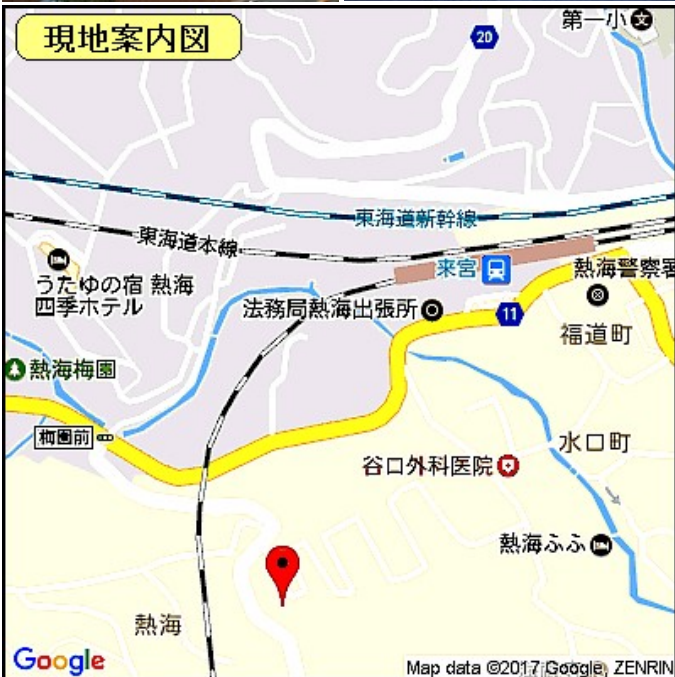 現地案内図
第一小
20
東海道新幹線
東海道本線
来宮
うたゆの宿 熱海
四季ホテル
法務局熱海出張所
熱海警察署
11
福道町
熱海梅園
梅園前
水口町
谷口外科医院
熱海ふふ
熱海
Google
Map data ©2017 Google, ZENRIN